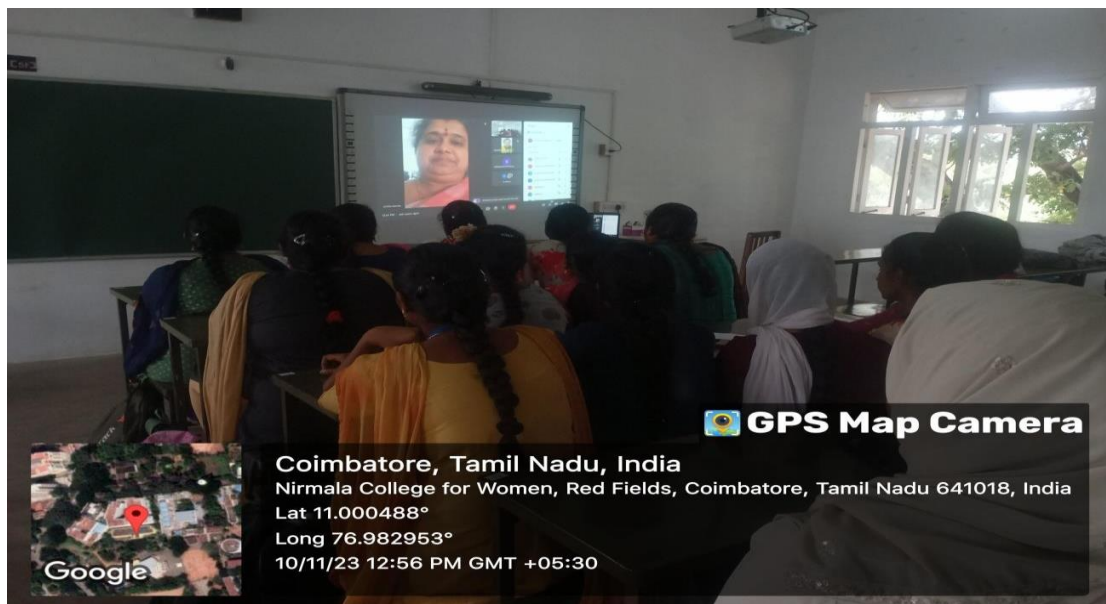 GPS Map Camera
Coimbatore, Tamil Nadu, India
Nirmala College for Women, Red Fields, Coimbatore, Tamil Nadu 641018, India
Lat 11.000488°
Long 76.982953°
10/11/23 12:56 PM GMT +05:30
Google